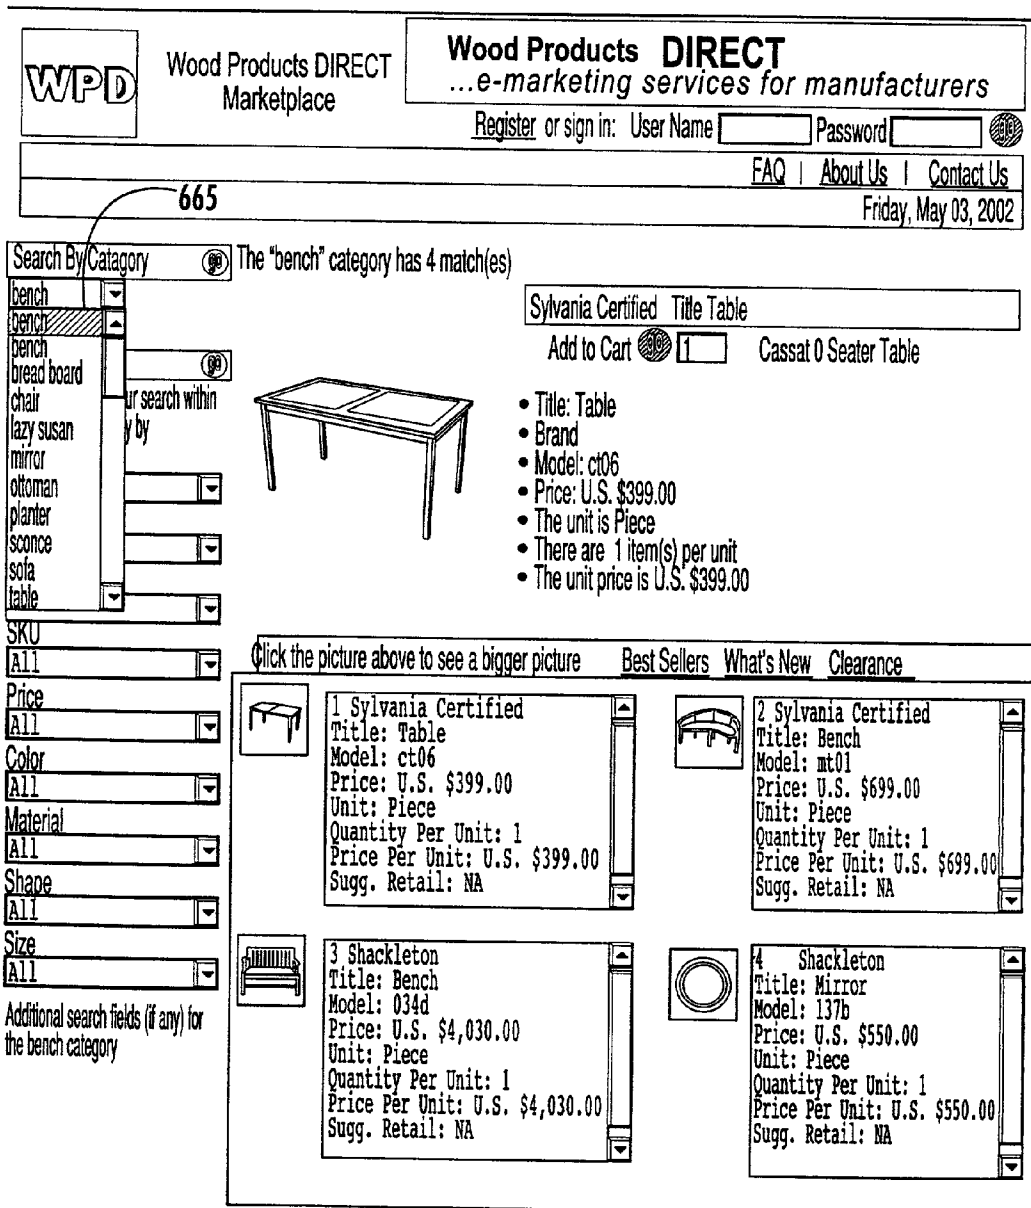 WPD
Wood Products DIRECT
Marketplace
Wood Products DIRECT
...e-marketing services for manufacturers
Register or sign in: User Name Password go
FAQ | About Us | Contact Us
665
Friday, May 03, 2002
Search By Catagory go
The "bench" category has 4 match(es)
bench
bench
bench
bread board
chair
lazy susan
mirror
ottoman
planter
sconce
sofa
table
go
ur search within
y by
Sylvania Certified Title Table
Add to Cart go 1 Cassat 0 Seater Table
• Title: Table
• Brand
• Model: ct06
• Price: U.S. $399.00
• The unit is Piece
• There are 1 item(s) per unit
• The unit price is U.S. $399.00
SKU
All
Price
All
Color
All
Material
All
Shape
All
Size
All
Additional search fields (if any) for
the bench category
Click the picture above to see a bigger picture Best Sellers What's New Clearance
1 Sylvania Certified
Title: Table
Model: ct06
Price: U.S. $399.00
Unit: Piece
Quantity Per Unit: 1
Price Per Unit: U.S. $399.00
Sugg. Retail: NA
2 Sylvania Certified
Title: Bench
Model: mt01
Price: U.S. $699.00
Unit: Piece
Quantity Per Unit: 1
Price Per Unit: U.S. $699.00
Sugg. Retail: NA
3 Shackleton
Title: Bench
Model: 034d
Price: U.S. $4,030.00
Unit: Piece
Quantity Per Unit: 1
Price Per Unit: U.S. $4,030.00
Sugg. Retail: NA
4 Shackleton
Title: Mirror
Model: 137b
Price: U.S. $550.00
Unit: Piece
Quantity Per Unit: 1
Price Per Unit: U.S. $550.00
Sugg. Retail: NA